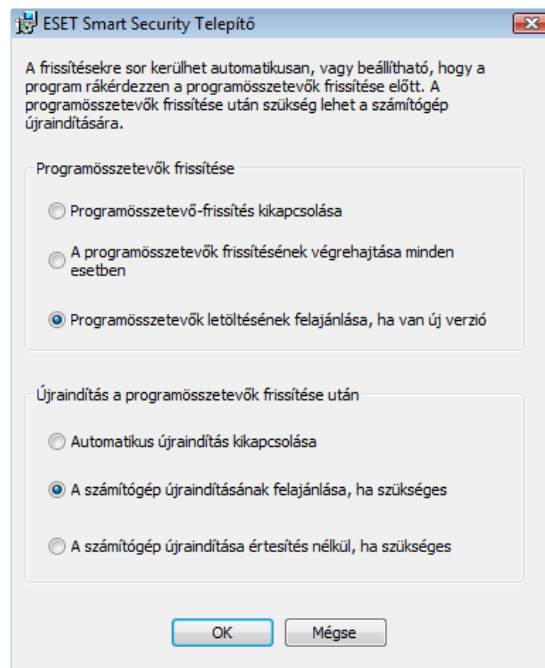 ESET Smart Security Telepítő
A frissítésekre sor kerülhet automatikusan, vagy beállítható, hogy a
program rákérdezzen a programösszetevők frissítése előtt. A
programösszetevők frissítése után szükség lehet a számítógép
újraindítására.
Programösszetevők frissítése
Programösszetevő-frissítés kikapcsolása
A programösszetevők frissítésének végrehajtása minden
esetben
Programösszetevők letöltésének felajánlása, ha van új verzió
Újraindítás a programösszetevők frissítése után
Automatikus újraindítás kikapcsolása
A számítógép újraindításának felajánlása, ha szükséges
A számítógép újraindítása értesítés nélkül, ha szükséges
OK
Mégse